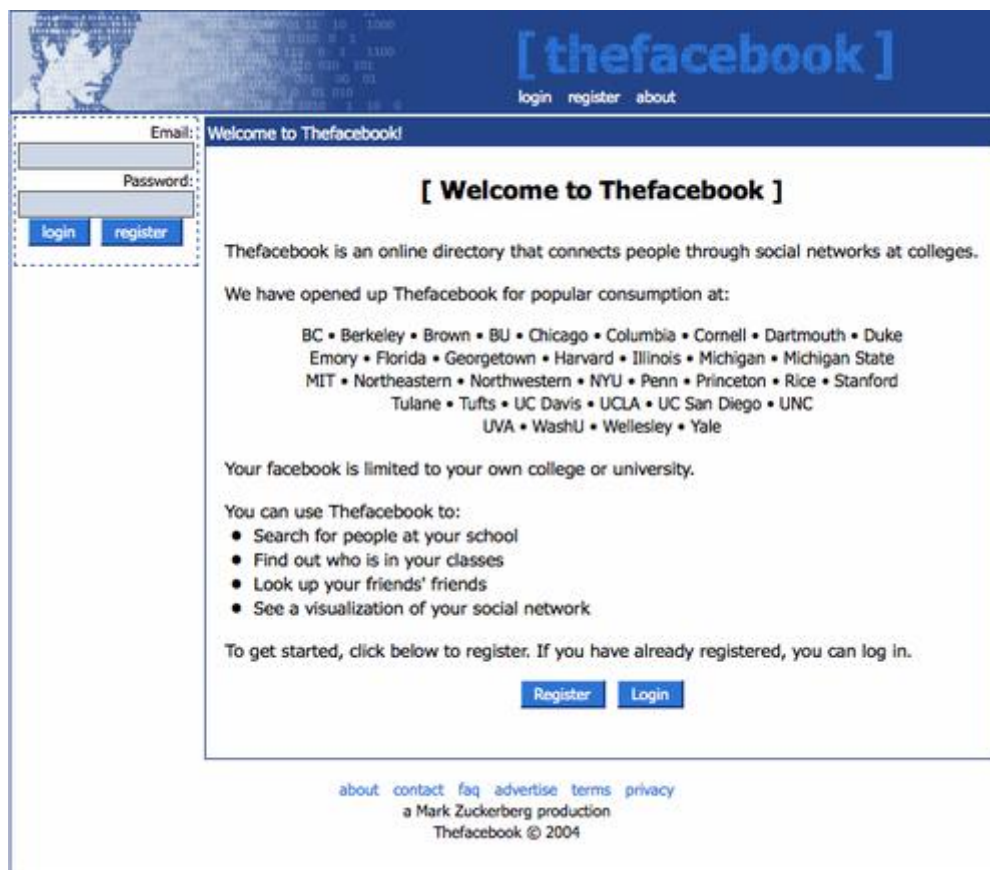 [ thefacebook ]
login register about
Email:
Password:
login register
Welcome to Thefacebook!
[ Welcome to Thefacebook ]
Thefacebook is an online directory that connects people through social networks at colleges.
We have opened up Thefacebook for popular consumption at:
BC • Berkeley • Brown • BU • Chicago • Columbia • Cornell • Dartmouth • Duke
Emory • Florida • Georgetown • Harvard • Illinois • Michigan • Michigan State
MIT • Northeastern • Northwestern • NYU • Penn • Princeton • Rice • Stanford
Tulane • Tufts • UC Davis • UCLA • UC San Diego • UNC
UVA • WashU • Wellesley • Yale
Your facebook is limited to your own college or university.
You can use Thefacebook to:
• Search for people at your school
• Find out who is in your classes
• Look up your friends' friends
• See a visualization of your social network
To get started, click below to register. If you have already registered, you can log in.
Register Login
about contact faq advertise terms privacy
a Mark Zuckerberg production
Thefacebook © 2004